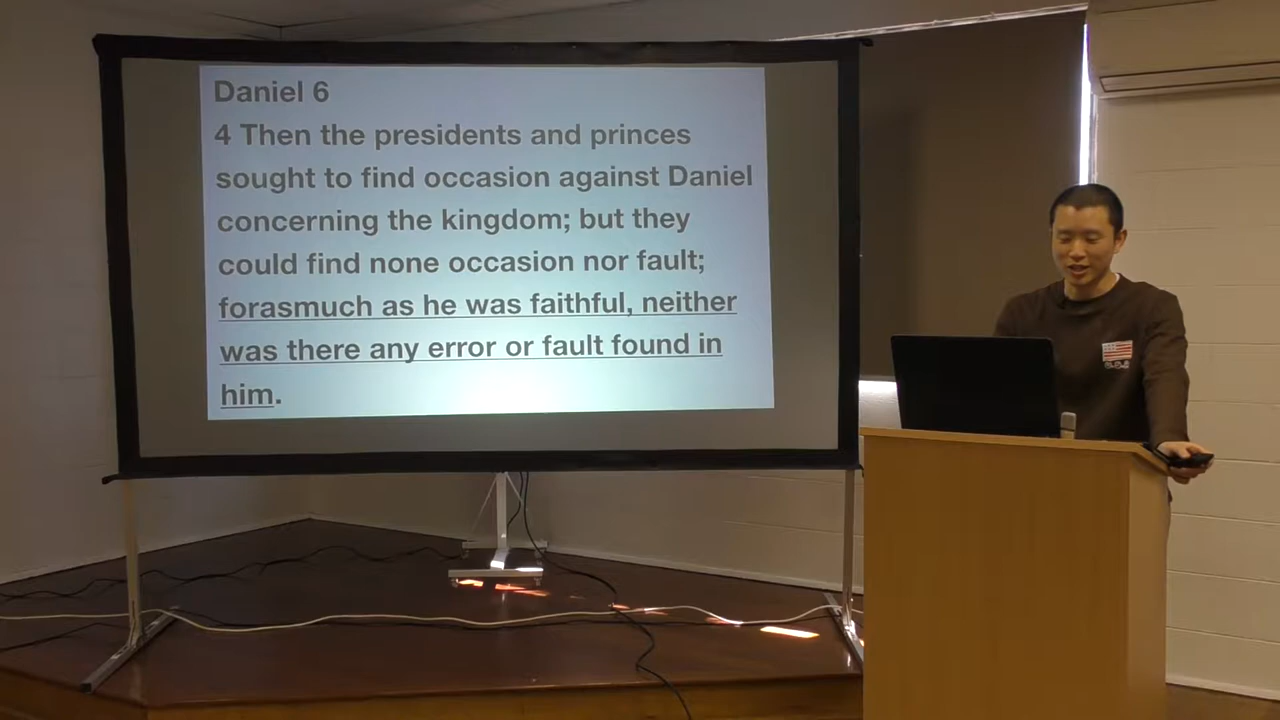 Daniel 6
4 Then the presidents and princes
sought to find occasion against Daniel
concerning the kingdom; but they
could find none occasion nor fault;
forasmuch as he was faithful, neither
was there any error or fault found in
him.